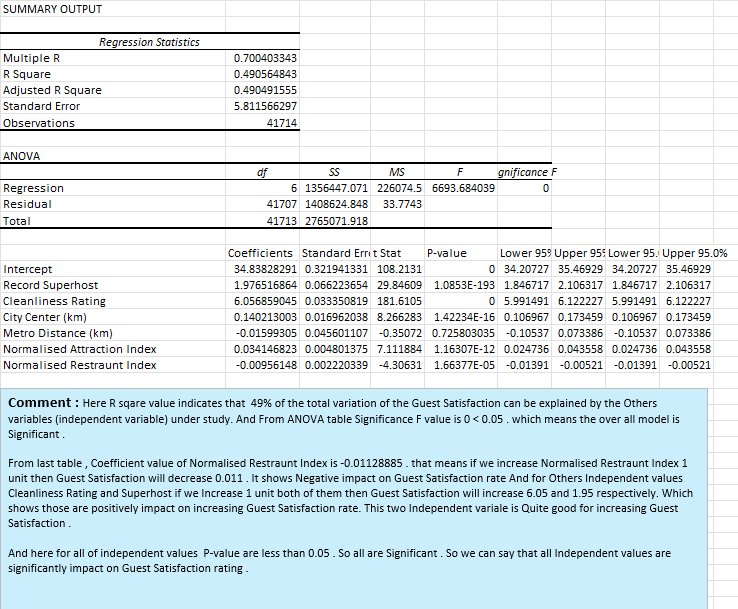 SUMMARY OUTPUT
Regression Statistics
Multiple R 0.700403343
R Square 0.490564843
Adjusted R Square 0.490491555
Standard Error 5.811566297
Observations 41714
ANOVA
df SS MS F gnificance F
Regression 6 1356447.071 226074.5 6693.684039 0
Residual 41707 1408624.848 33.7743
Total 41713 2765071.918
Coefficients Standard Erro t Stat P-value Lower 95% Upper 95% Lower 95. Upper 95.0%
Intercept 34.83828291 0.321941331 108.2131 0 34.20727 35.46929 34.20727 35.46929
Record Superhost 1.976516864 0.066223654 29.84609 1.0853E-193 1.846717 2.106317 1.846717 2.106317
Cleanliness Rating 6.056859045 0.033350819 181.6105 0 5.991491 6.122227 5.991491 6.122227
City Center (km) 0.140213003 0.016962038 8.266283 1.42234E-16 0.106967 0.173459 0.106967 0.173459
Metro Distance (km) -0.01599305 0.045601107 -0.35072 0.725803035 -0.10537 0.073386 -0.10537 0.073386
Normalised Attraction Index 0.034146823 0.004801375 7.111884 1.16307E-12 0.024736 0.043558 0.024736 0.043558
Normalised Restraunt Index -0.00956148 0.002220339 -4.30631 1.66377E-05 -0.01391 -0.00521 -0.01391 -0.00521
Comment : Here R sqare value indicates that 49% of the total variation of the Guest Satisfaction can be explained by the Others
variables (independent variable) under study. And From ANOVA table Significance F value is 0 < 0.05 . which means the over all model is
Significant .
From last table , Coefficient value of Normalised Restraunt Index is -0.01128885 . that means if we increase Normalised Restraunt Index 1
unit then Guest Satisfaction will decrease 0.011 . It shows Negative impact on Guest Satisfaction rate And for Others Independent values
Cleanliness Rating and Superhost if we Increase 1 unit both of them then Guest Satisfaction will increase 6.05 and 1.95 respectively. Which
shows those are positively impact on increasing Guest Satisfaction rate. This two Independent variale is Quite good for increasing Guest
Satisfaction .
And here for all of independent values P-value are less than 0.05 . So all are Significant . So we can say that all Independent values are
significantly impact on Guest Satisfaction rating .